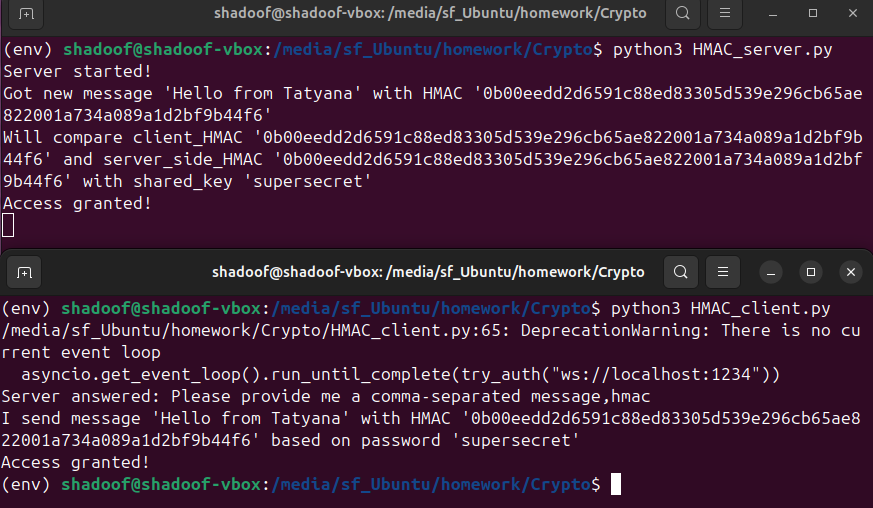 shadoof@shadoof-vbox: /media/sf_Ubuntu/homework/Crypto
(env) shadoof@shadoof-vbox:/media/sf_Ubuntu/homework/Crypto$ python3 HMAC_server.py
Server started!
Got new message 'Hello from Tatyana' with HMAC '0b00eedd2d6591c88ed83305d539e296cb65ae
822001a734a089a1d2bf9b44f6'
Will compare client_HMAC '0b00eedd2d6591c88ed83305d539e296cb65ae822001a734a089a1d2bf9b
44f6' and server_side_HMAC '0b00eedd2d6591c88ed83305d539e296cb65ae822001a734a089a1d2bf
9b44f6' with shared_key 'supersecret'
Access granted!
shadoof@shadoof-vbox: /media/sf_Ubuntu/homework/Crypto
(env) shadoof@shadoof-vbox:/media/sf_Ubuntu/homework/Crypto$ python3 HMAC_client.py
/media/sf_Ubuntu/homework/Crypto/HMAC_client.py:65: DeprecationWarning: There is no cu
rrent event loop
  asyncio.get_event_loop().run_until_complete(try_auth("ws://localhost:1234"))
Server answered: Please provide me a comma-separated message,hmac
I send message 'Hello from Tatyana' with HMAC '0b00eedd2d6591c88ed83305d539e296cb65ae8
22001a734a089a1d2bf9b44f6' based on password 'supersecret'
Access granted!
(env) shadoof@shadoof-vbox:/media/sf_Ubuntu/homework/Crypto$